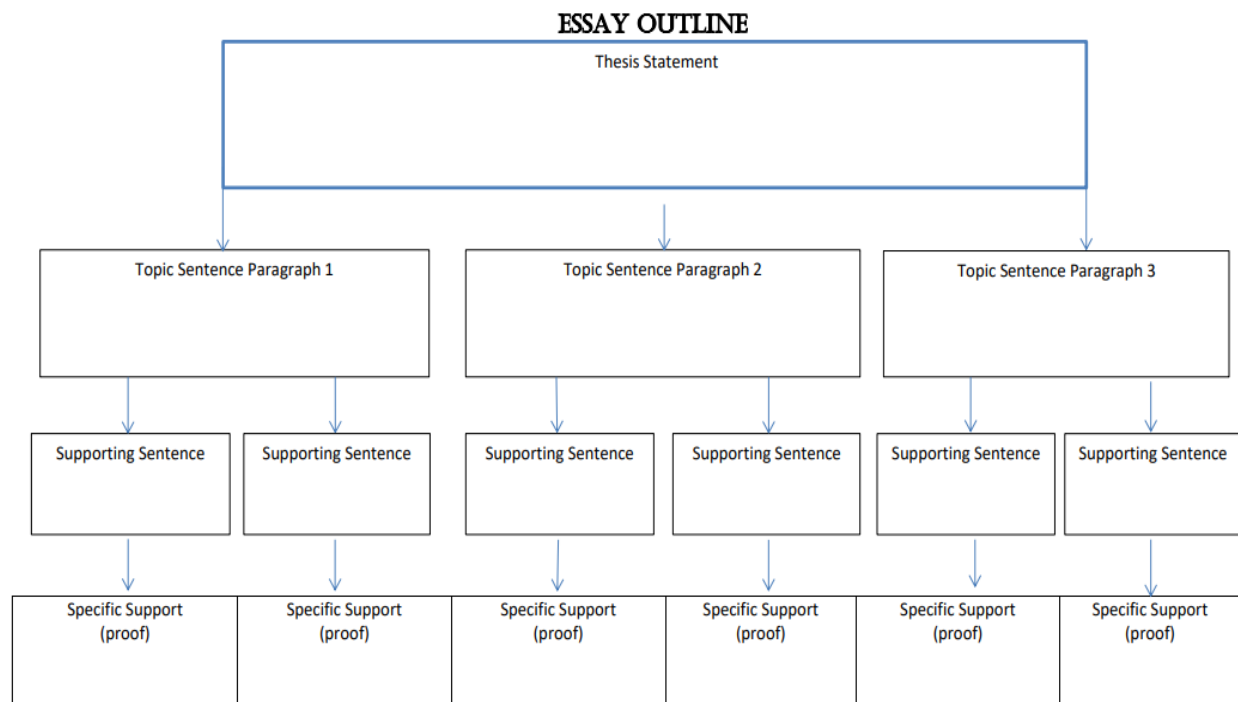 ESSAY OUTLINE
Thesis Statement
Topic Sentence Paragraph 1
Topic Sentence Paragraph 2
Topic Sentence Paragraph 3
Supporting Sentence
Supporting Sentence
Supporting Sentence
Supporting Sentence
Supporting Sentence
Supporting Sentence
Specific Support
(proof)
Specific Support
(proof)
Specific Support
(proof)
Specific Support
(proof)
Specific Support
(proof)
Specific Support
(proof)